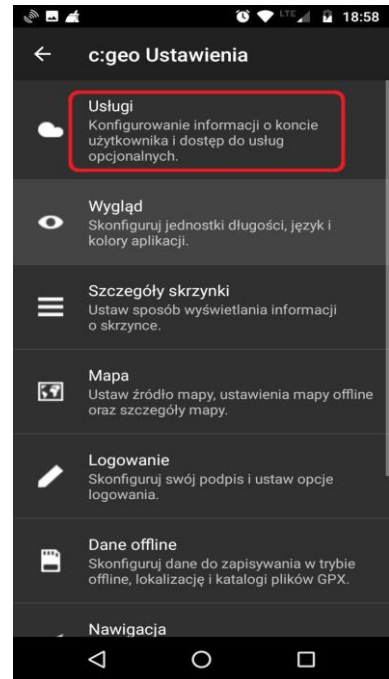 LTE 18:58
c:geo Ustawienia
Usługi
Konfigurowanie informacji o koncie
użytkownika i dostęp do usług
opcjonalnych.
Wygląd
Skonfiguruj jednostki długości, język i
kolory aplikacji.
Szczegóły skrzynki
Ustaw sposób wyświetlania informacji
o skrzynce.
Mapa
Ustaw źródło mapy, ustawienia mapy offline
oraz szczegóły mapy.
Logowanie
Skonfiguruj swój podpis i ustaw opcje
logowania.
Dane offline
Skonfiguruj dane do zapisywania w trybie
offline, lokalizację i katalogi plików GPX.
Nawigacja